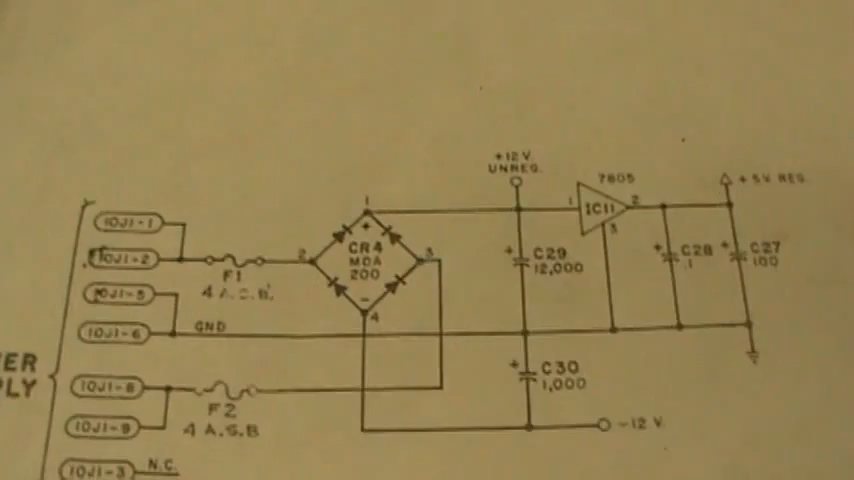 +12 V.
UNREG.
7805
+5V REG.
10J1-1
1
1
IC11
2
+
CR4
MDA
200
-
2
3
4
3
10J1-2
F1
4 A.S.B.
+
C29
12,000
+
C28
.1
+
C27
100
10J1-5
10J1-6
GND
ER
PLY
10J1-8
F2
4 A.S.B
+
C30
1,000
10J1-9
-12 V.
10J1-3
N.C.